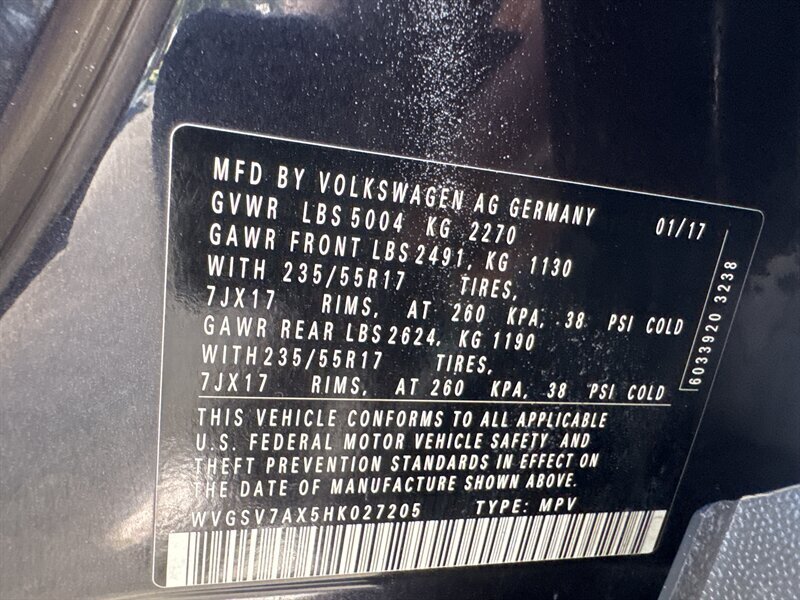 MFD BY VOLKSWAGEN AG GERMANY 01/17
GVWR LBS 5004 KG 2270
GAWR FRONT LBS 2491, KG 1130
WITH 235/55R17 TIRES,
7JX17 RIMS, AT 260 KPA, 38 PSI COLD
GAWR REAR LBS 2624, KG 1190
WITH 235/55R17 TIRES,
7JX17 RIMS, AT 260 KPA, 38 PSI COLD
6033920 3238
THIS VEHICLE CONFORMS TO ALL APPLICABLE
U.S. FEDERAL MOTOR VEHICLE SAFETY AND
THEFT PREVENTION STANDARDS IN EFFECT ON
THE DATE OF MANUFACTURE SHOWN ABOVE.
WVGSV7AX5HK027205 TYPE: MPV